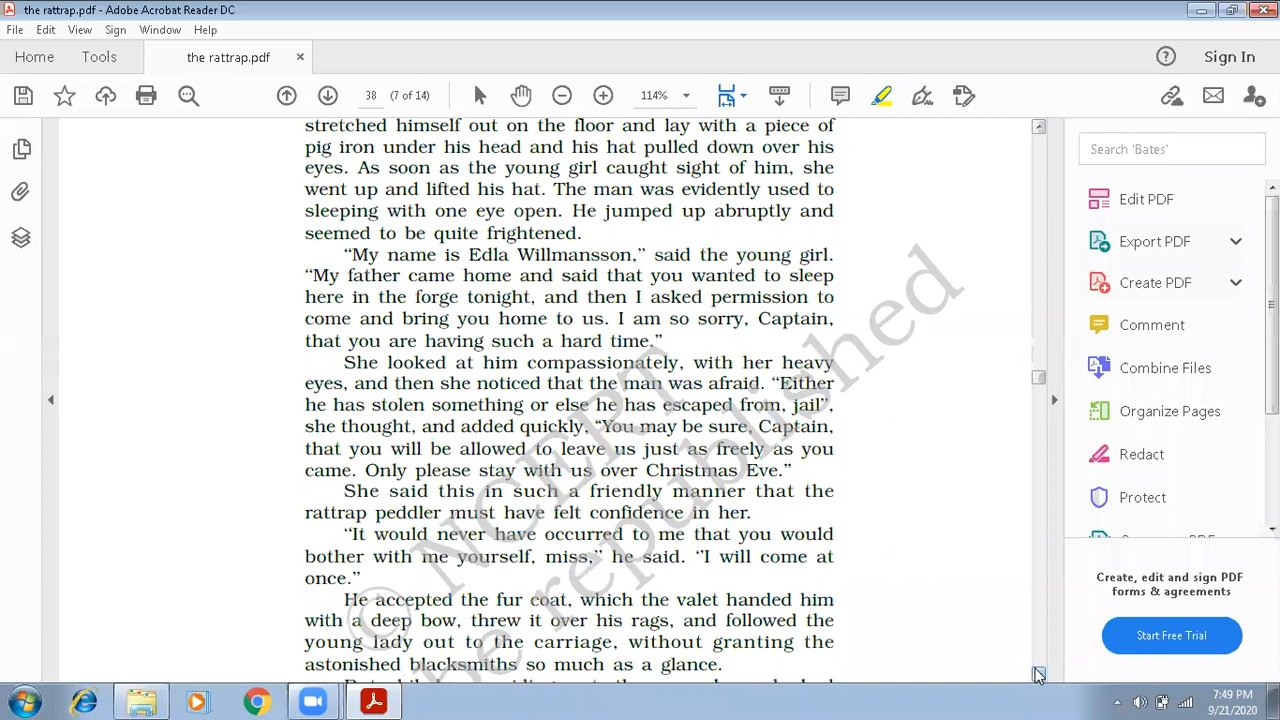 the rattrap.pdf - Adobe Acrobat Reader DC
File Edit View Sign Window Help
Home Tools the rattrap.pdf × Sign In
38 (7 of 14) 114%
stretched himself out on the floor and lay with a piece of
pig iron under his head and his hat pulled down over his
eyes. As soon as the young girl caught sight of him, she
went up and lifted his hat. The man was evidently used to
sleeping with one eye open. He jumped up abruptly and
seemed to be quite frightened.
“My name is Edla Willmansson,” said the young girl.
“My father came home and said that you wanted to sleep
here in the forge tonight, and then I asked permission to
come and bring you home to us. I am so sorry, Captain,
that you are having such a hard time.”
She looked at him compassionately, with her heavy
eyes, and then she noticed that the man was afraid. “Either
he has stolen something or else he has escaped from, jail”,
she thought, and added quickly, “You may be sure, Captain,
that you will be allowed to leave us just as freely as you
came. Only please stay with us over Christmas Eve.”
She said this in such a friendly manner that the
rattrap peddler must have felt confidence in her.
“It would never have occurred to me that you would
bother with me yourself, miss,” he said. ‘‘I will come at
once.”
He accepted the fur coat, which the valet handed him
with a deep bow, threw it over his rags, and followed the
young lady out to the carriage, without granting the
astonished blacksmiths so much as a glance.
© NCERT
be republished
Search 'Bates'
Edit PDF
Export PDF
Create PDF
Comment
Combine Files
Organize Pages
Redact
Protect
Create, edit and sign PDF
forms & agreements
Start Free Trial
7:49 PM
9/21/2020